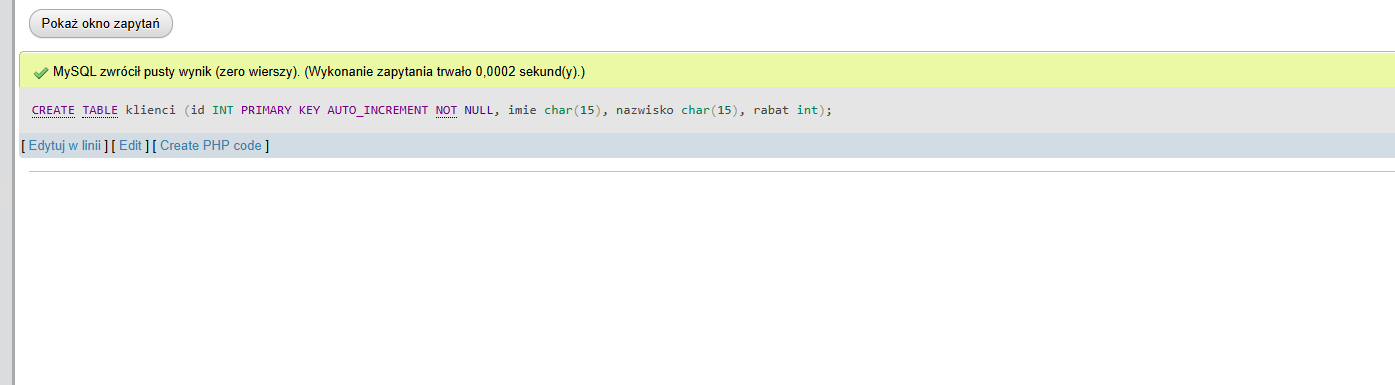 Pokaż okno zapytań
MySQL zwrócił pusty wynik (zero wierszy). (Wykonanie zapytania trwało 0,0002 sekund(y).)
CREATE TABLE klienci (id INT PRIMARY KEY AUTO_INCREMENT NOT NULL, imie char(15), nazwisko char(15), rabat int);
[ Edytuj w linii ] [ Edit ] [ Create PHP code ]